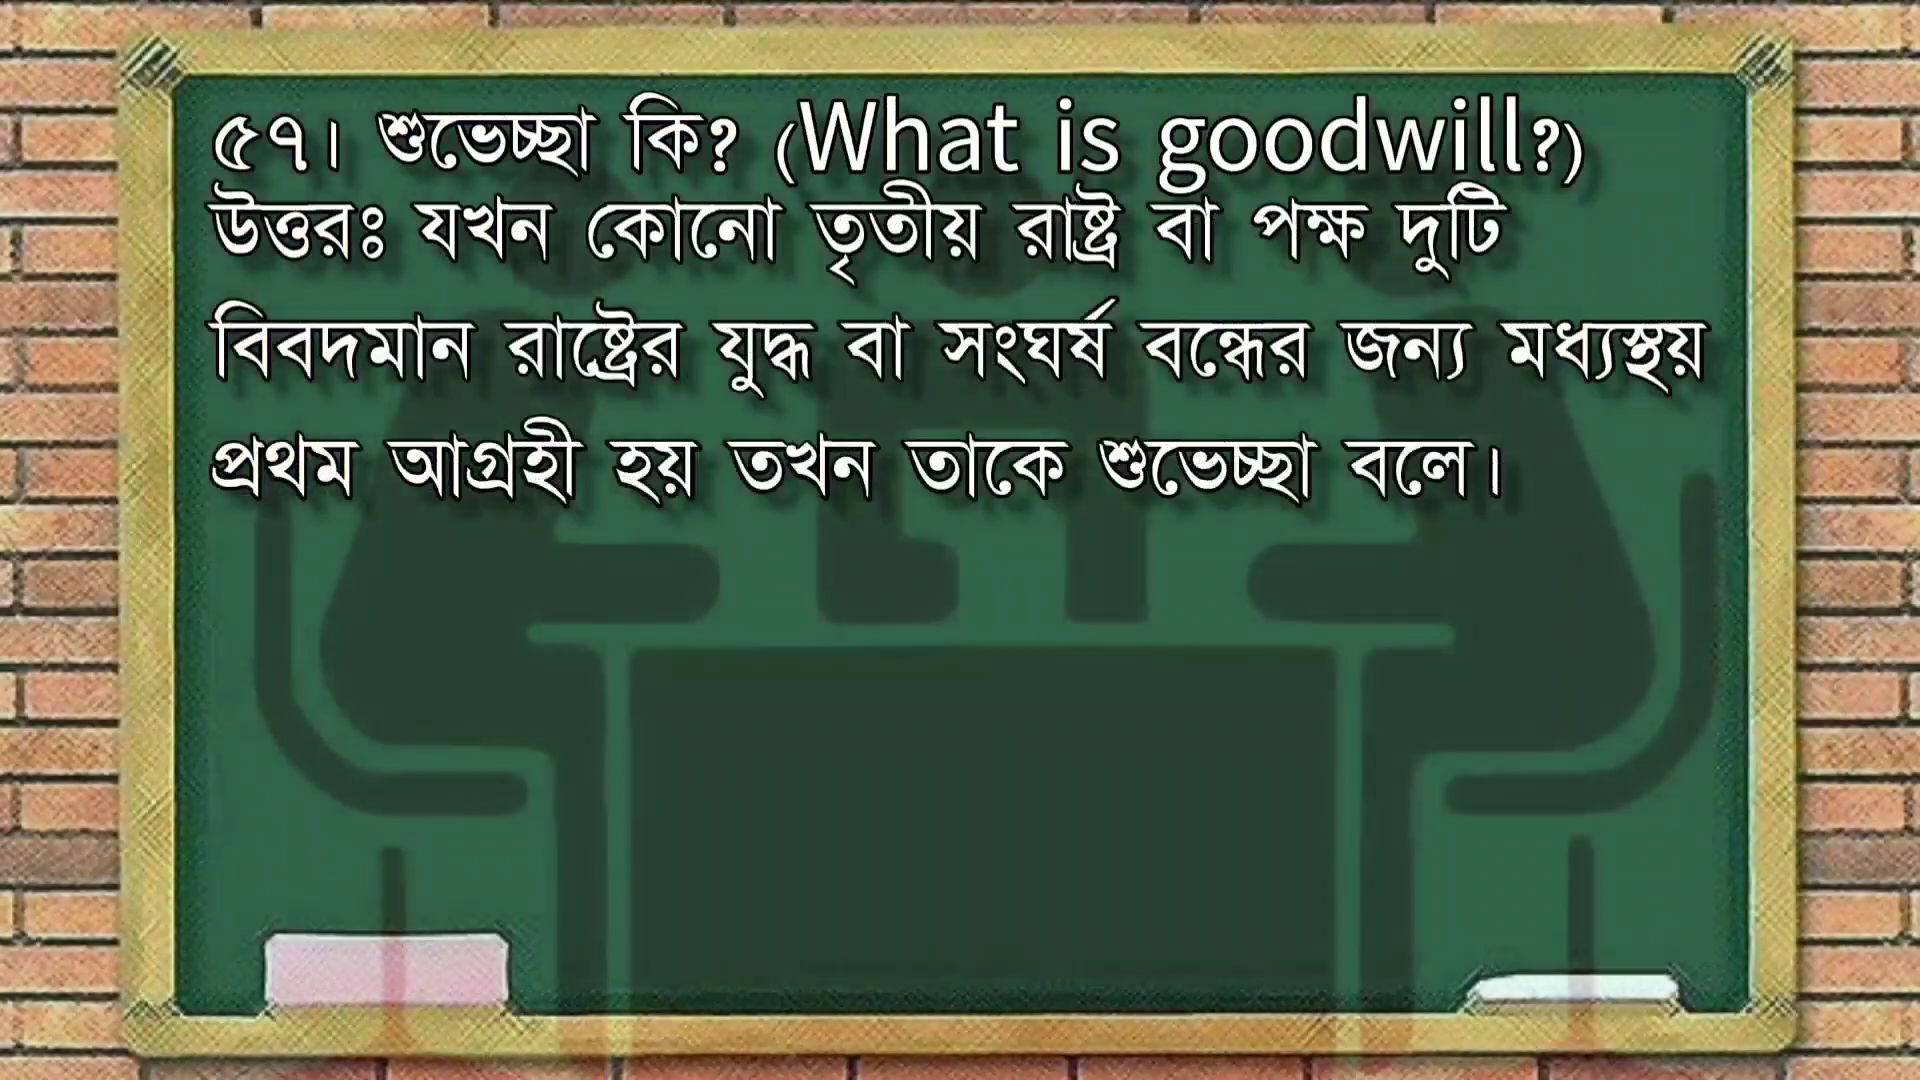 ৫৭। শুভেচ্ছা কি? (What is goodwill?)
উত্তরঃ যখন কোনো তৃতীয় রাষ্ট্র বা পক্ষ দুটি
বিবদমান রাষ্ট্রের যুদ্ধ বা সংঘর্ষ বন্ধের জন্য মধ্যস্থয়
প্রথম আগ্রহী হয় তখন তাকে শুভেচ্ছা বলে।